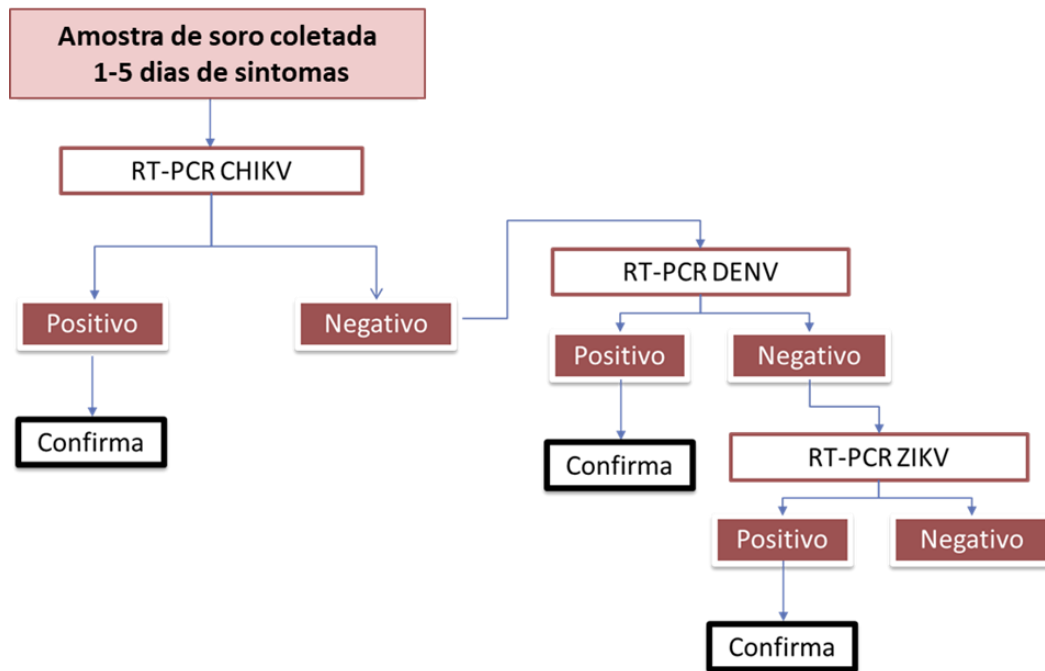 Amostra de soro coletada
1-5 dias de sintomas
RT-PCR CHIKV
Positivo
Negativo
Confirma
RT-PCR DENV
Positivo
Negativo
Confirma
RT-PCR ZIKV
Positivo
Negativo
Confirma